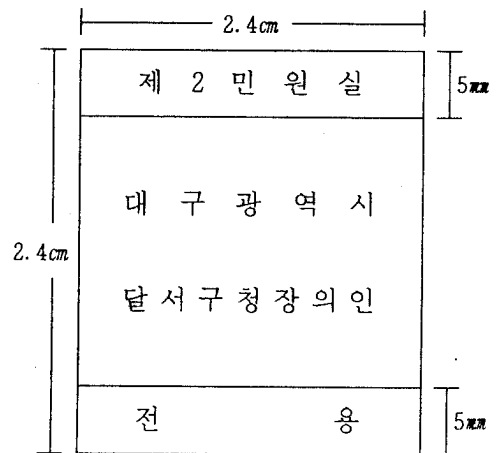 2.4cm
제 2 민 원 실
5mm
대 구 광 역 시
2.4cm
달서구청장의인
전 용
5mm